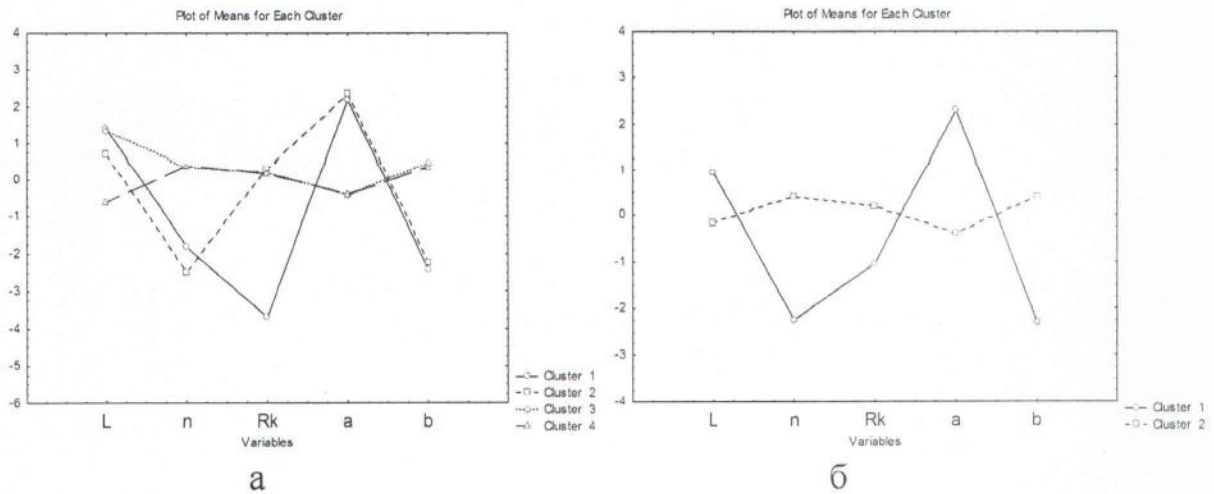 Plot of Means for Each Cluster
4
3
2
1
0
-1
-2
-3
-4
-5
-6
L n Rk a b
Variables
Cluster 1
Cluster 2
Cluster 3
Cluster 4
а
Plot of Means for Each Cluster
4
3
2
1
0
-1
-2
-3
-4
L n Rk a b
Variables
Cluster 1
Cluster 2
б